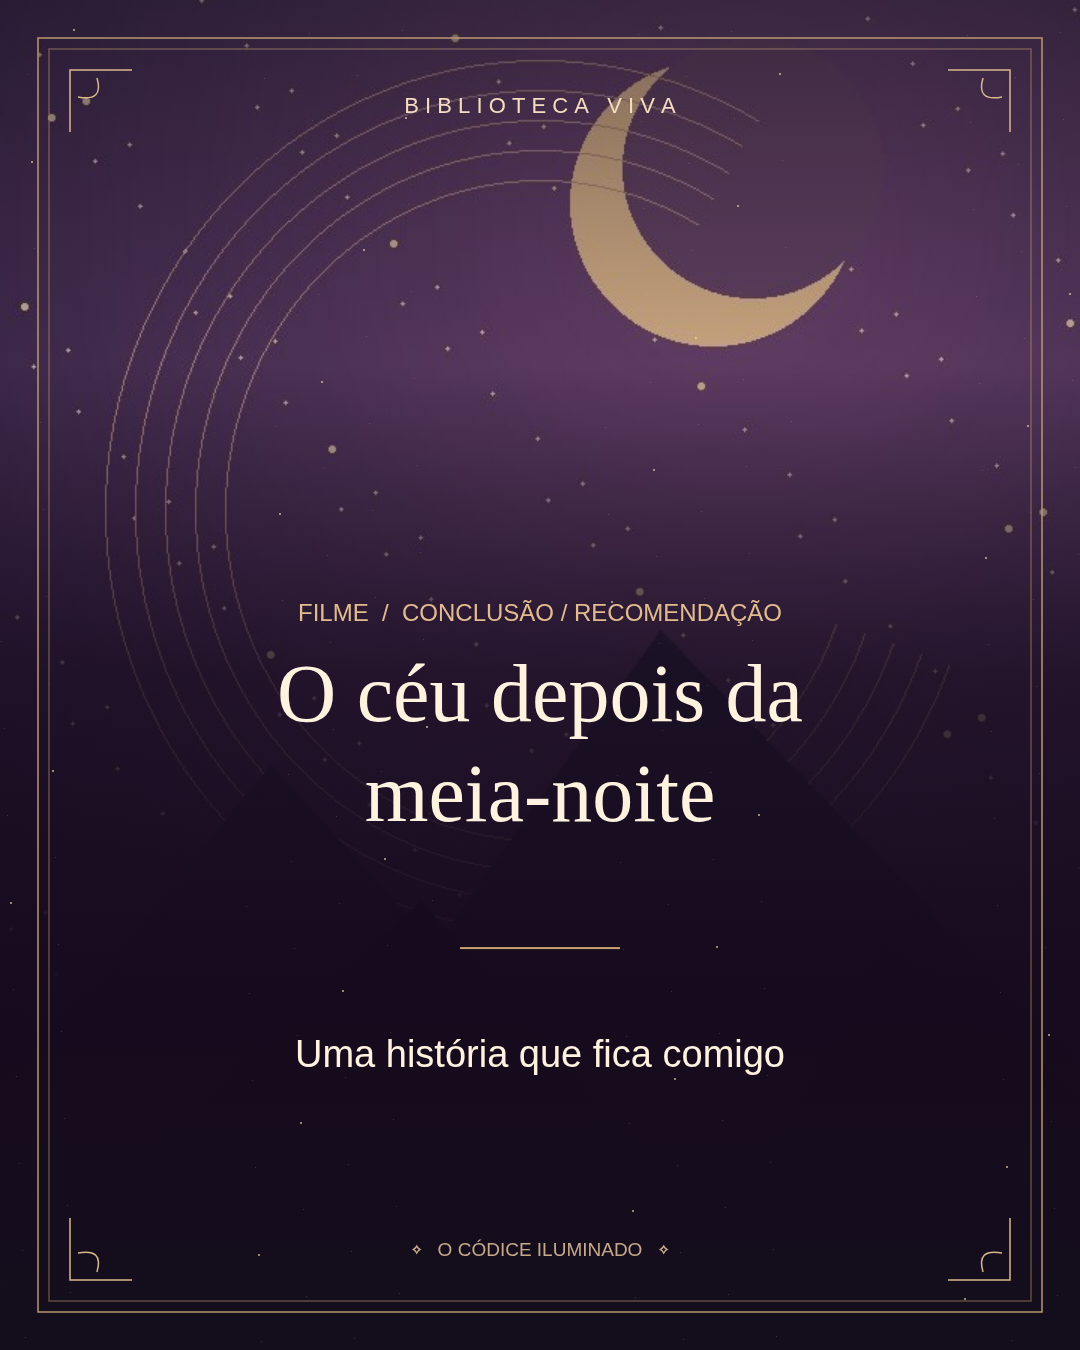 BIBLIOTECA VIVA
FILME / CONCLUSÃO / RECOMENDAÇÃO
O céu depois da
meia-noite
Uma história que fica comigo
✧ O CÓDICE ILUMINADO ✧